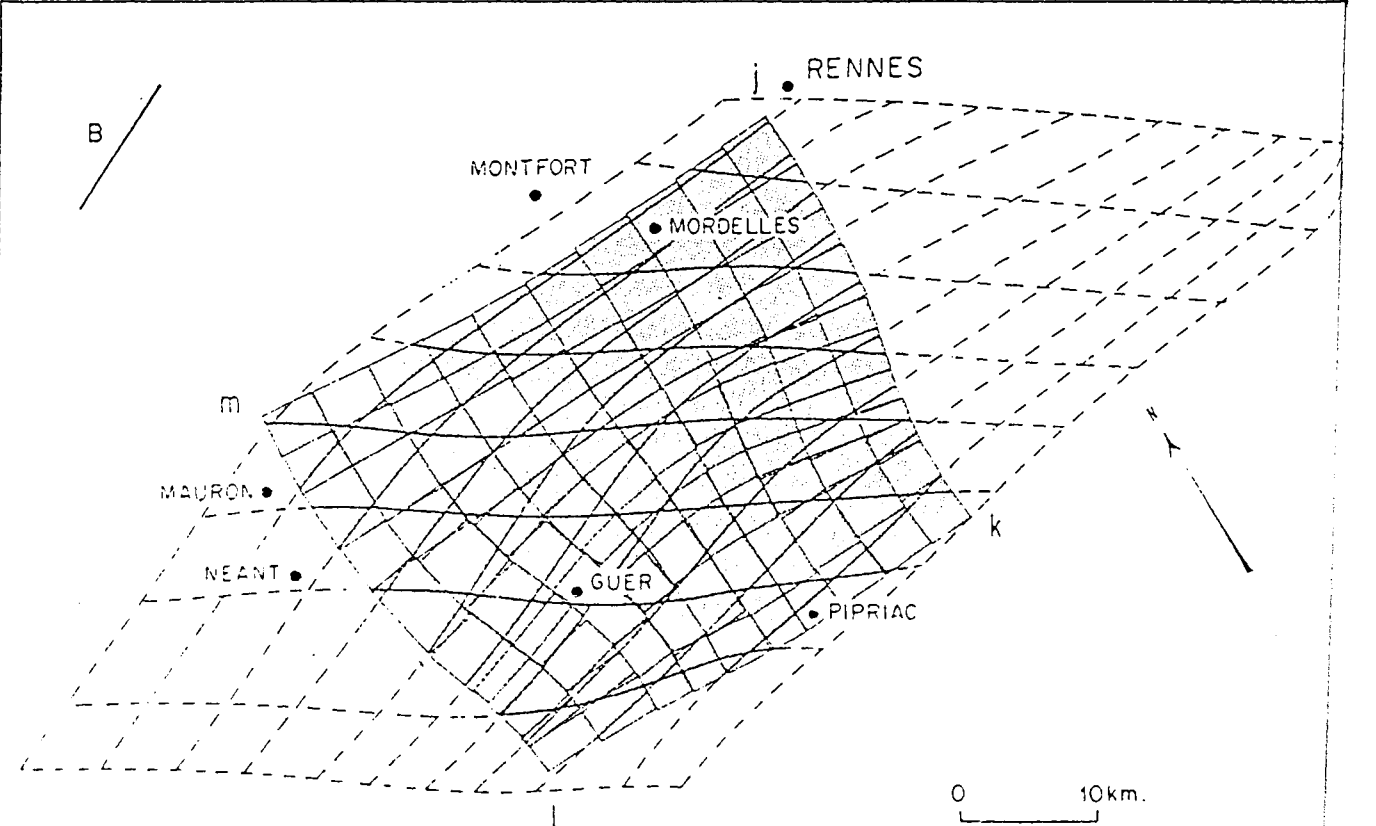 j RENNES
B
MONTFORT
MORDELLES
m
MAURON
N
k
NEANT
GUER
PIPRIAC
0 10km.
l